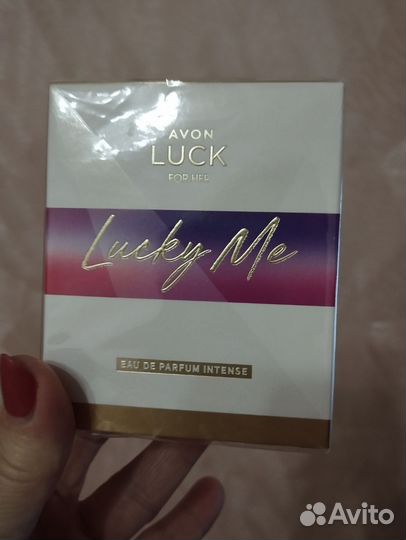 AVON
LUCK
FOR HER
Lucky Me
EAU DE PARFUM INTENSE
Avito